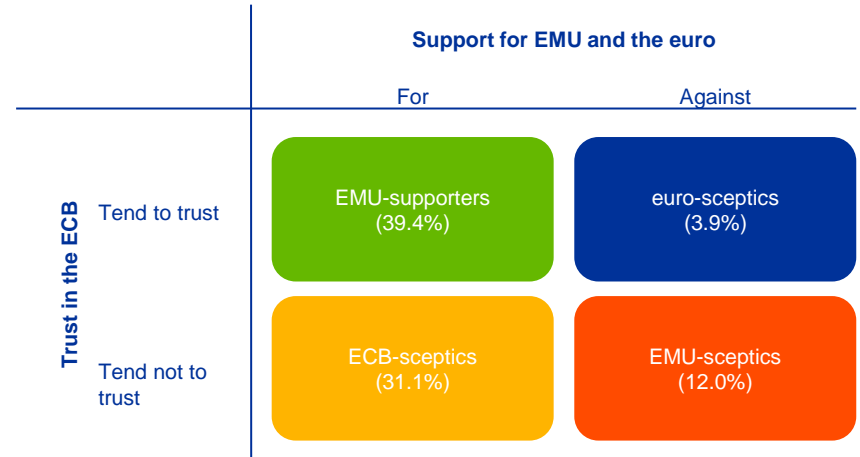 Support for EMU and the euro
For
Against
Trust in the ECB
Tend to trust
EMU-supporters
(39.4%)
euro-sceptics
(3.9%)
Tend not to
trust
ECB-sceptics
(31.1%)
EMU-sceptics
(12.0%)